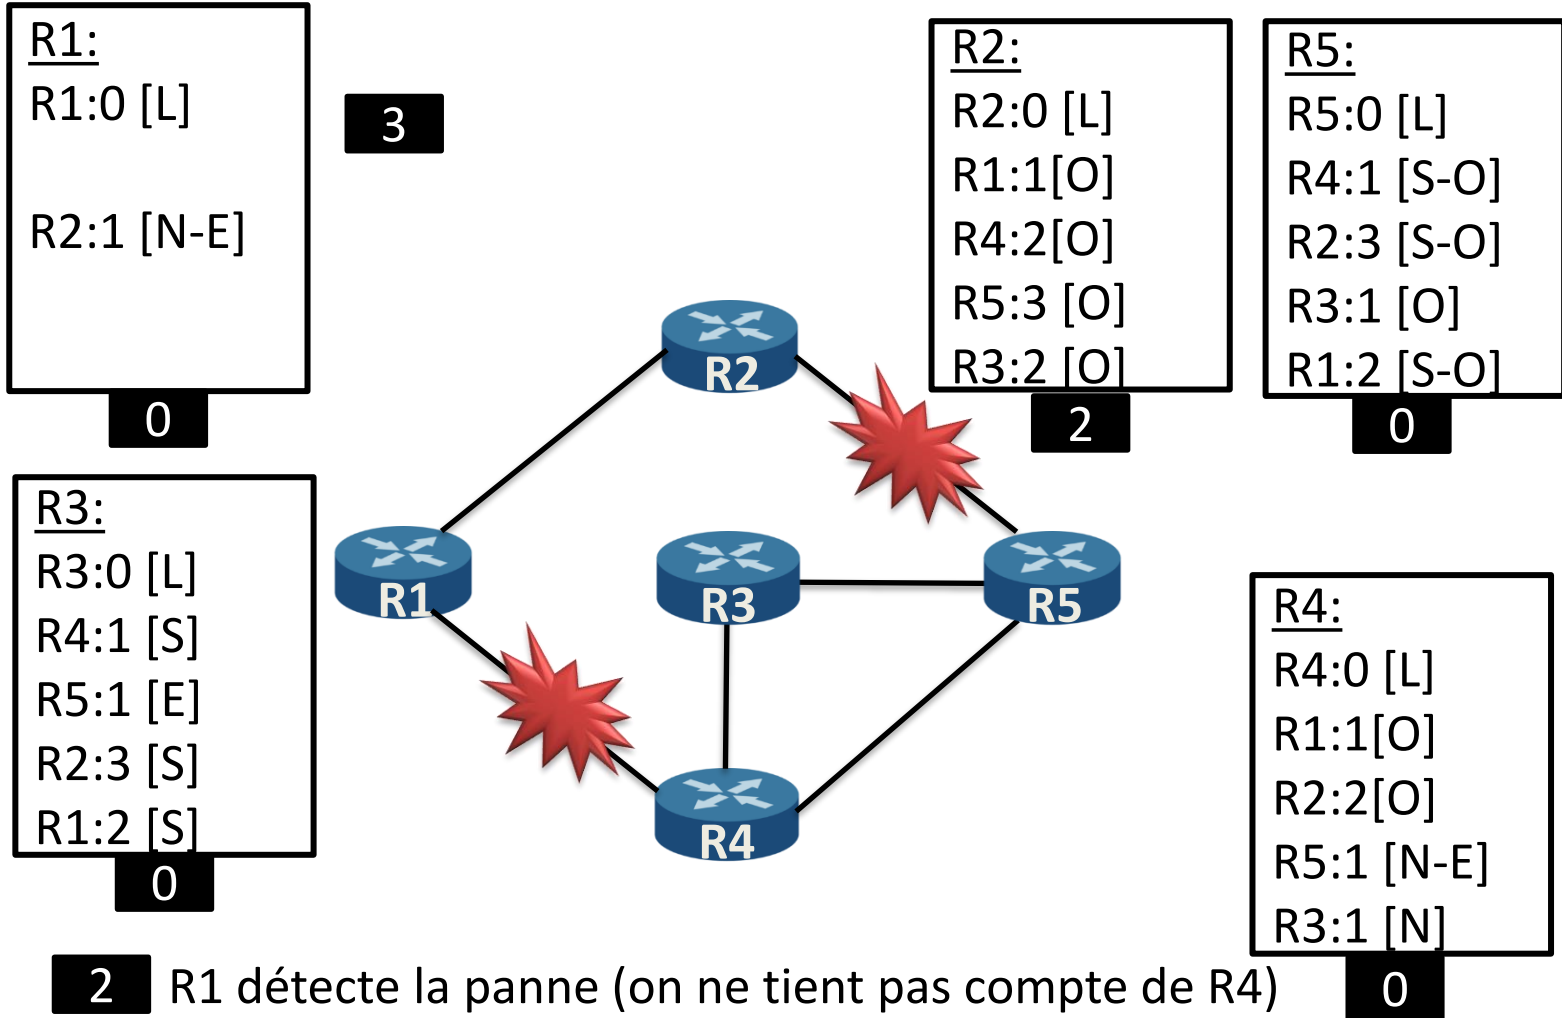 R1:
R1:0 [L]
R2:1 [N-E]
0
3
R2:
R2:0 [L]
R1:1[O]
R4:2[O]
R5:3 [O]
R3:2 [O]
2
R5:
R5:0 [L]
R4:1 [S-O]
R2:3 [S-O]
R3:1 [O]
R1:2 [S-O]
0
R3:
R3:0 [L]
R4:1 [S]
R5:1 [E]
R2:3 [S]
R1:2 [S]
0
R2
R1
R3
R5
R4
R4:
R4:0 [L]
R1:1[O]
R2:2[O]
R5:1 [N-E]
R3:1 [N]
0
2 R1 détecte la panne (on ne tient pas compte de R4)